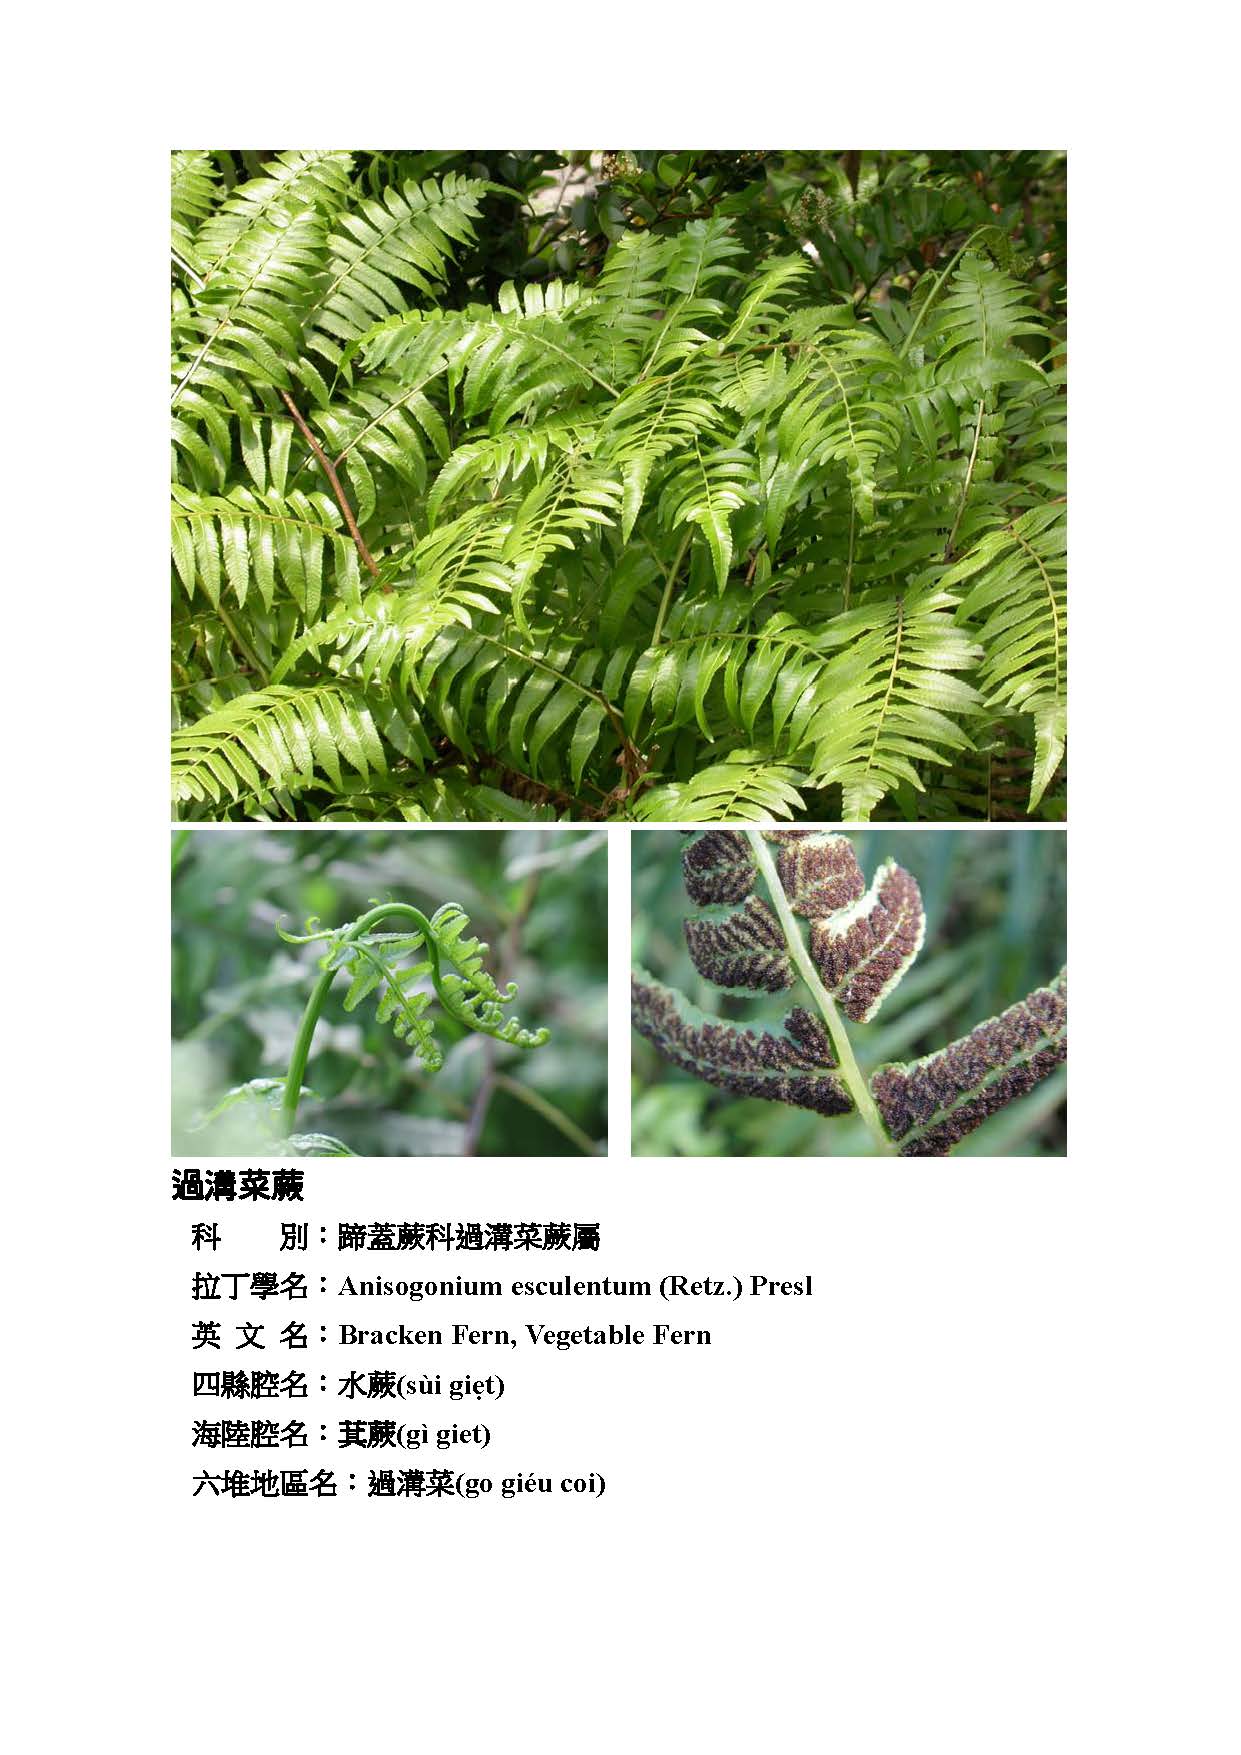 過溝菜蕨
科　　別：蹄蓋蕨科過溝菜蕨屬
拉丁學名：Anisogonium esculentum (Retz.) Presl
英 文 名：Bracken Fern, Vegetable Fern
四縣腔名：水蕨(sùi giẹt)
海陸腔名：萁蕨(gì giet)
六堆地區名：過溝菜(go giéu coi)